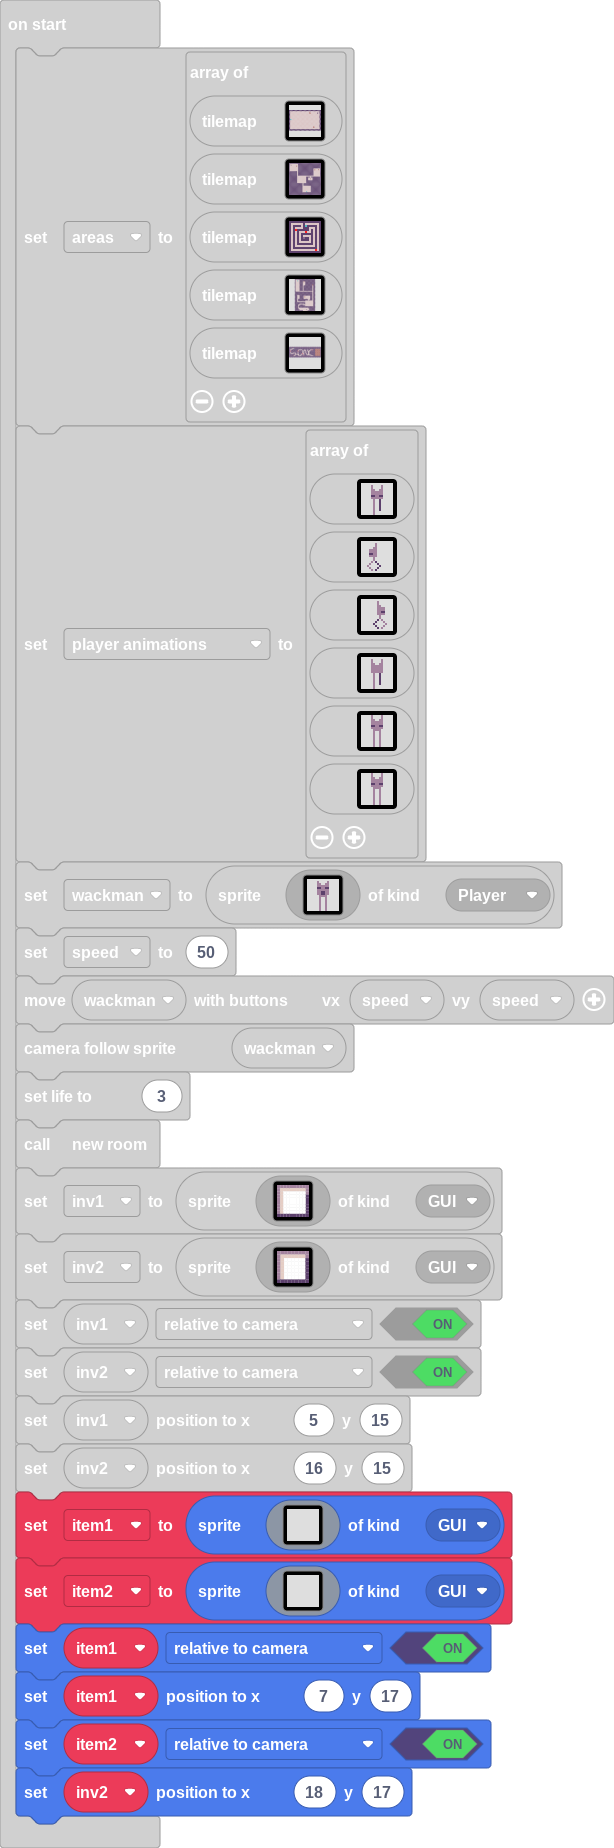 on start
array of
tilemap
tilemap
set areas to tilemap
tilemap
tilemap
array of
set player animations to
set wackman to sprite of kind Player
set speed to 50
move wackman with buttons vx speed vy speed
camera follow sprite wackman
set life to 3
call new room
set inv1 to sprite of kind GUI
set inv2 to sprite of kind GUI
set inv1 relative to camera ON
set inv2 relative to camera ON
set inv1 position to x 5 y 15
set inv2 position to x 16 y 15
set item1 to sprite of kind GUI
set item2 to sprite of kind GUI
set item1 relative to camera ON
set item1 position to x 7 y 17
set item2 relative to camera ON
set inv2 position to x 18 y 17